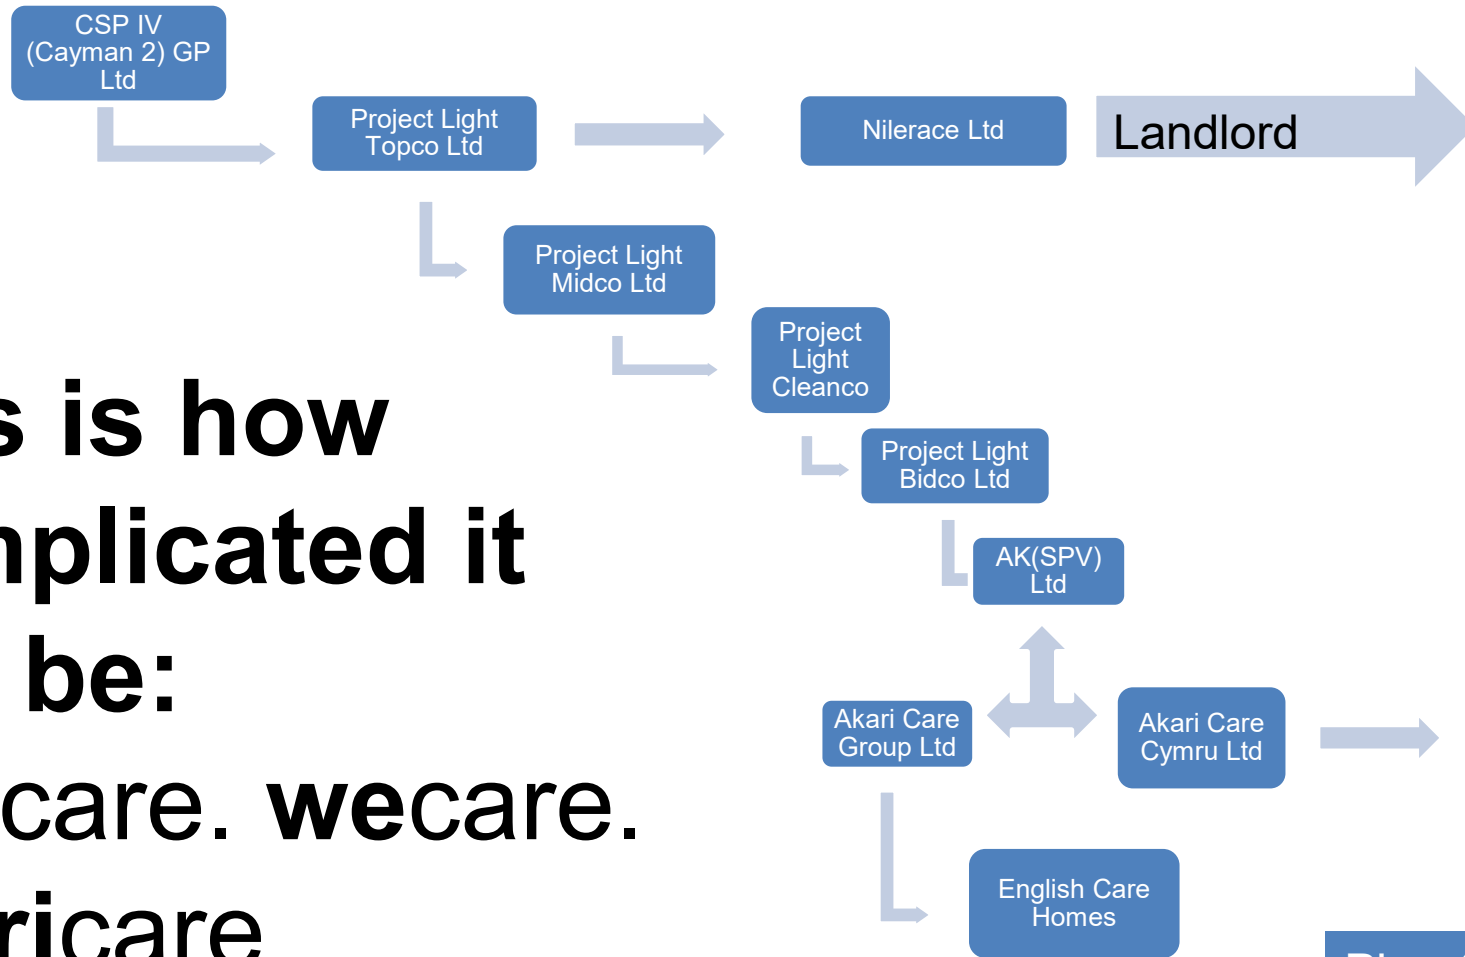 CSP IV
(Cayman 2) GP
Ltd
Project Light
Topco Ltd
Nilerace Ltd
Landlord
Project Light
Midco Ltd
Project
Light
Cleanco
Project Light
Bidco Ltd
AK(SPV)
Ltd
Akari Care
Group Ltd
Akari Care
Cymru Ltd
English Care
Homes
s is how
nplicated it
be:
care. wecare.
ricare